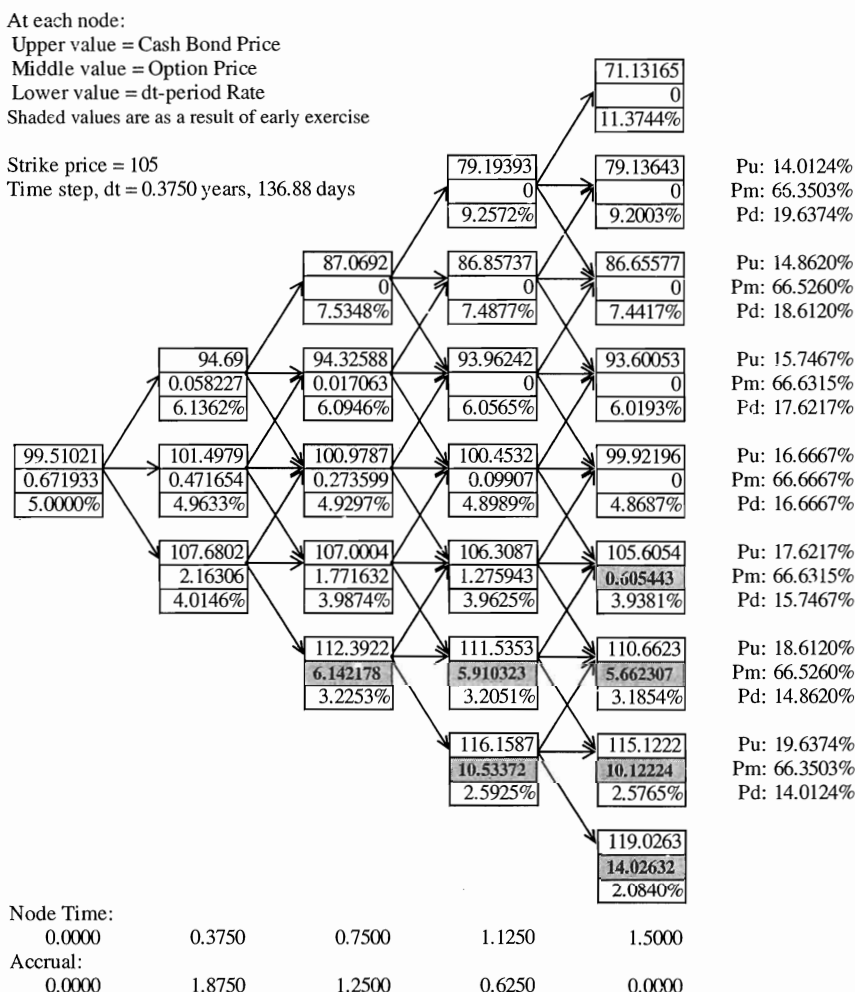 At each node:
Upper value = Cash Bond Price
Middle value = Option Price
Lower value = dt-period Rate
Shaded values are as a result of early exercise
Strike price = 105
Time step, dt = 0.3750 years, 136.88 days
71.13165
0
11.3744%
79.19393
0
9.2572%
79.13643
0
9.2003%
Pu: 14.0124%
Pm: 66.3503%
Pd: 19.6374%
87.0692
0
7.5348%
86.85737
0
7.4877%
86.65577
0
7.4417%
Pu: 14.8620%
Pm: 66.5260%
Pd: 18.6120%
94.69
0.058227
6.1362%
94.32588
0.017063
6.0946%
93.96242
0
6.0565%
93.60053
0
6.0193%
Pu: 15.7467%
Pm: 66.6315%
Pd: 17.6217%
99.51021
0.671933
5.0000%
101.4979
0.471654
4.9633%
100.9787
0.273599
4.9297%
100.4532
0.09907
4.8989%
99.92196
0
4.8687%
Pu: 16.6667%
Pm: 66.6667%
Pd: 16.6667%
107.6802
2.16306
4.0146%
107.0004
1.771632
3.9874%
106.3087
1.275943
3.9625%
105.6054
0.605443
3.9381%
Pu: 17.6217%
Pm: 66.6315%
Pd: 15.7467%
112.3922
6.142178
3.2253%
111.5353
5.910323
3.2051%
110.6623
5.662307
3.1854%
Pu: 18.6120%
Pm: 66.5260%
Pd: 14.8620%
116.1587
10.53372
2.5925%
115.1222
10.12224
2.5765%
Pu: 19.6374%
Pm: 66.3503%
Pd: 14.0124%
119.0263
14.02632
2.0840%
Node Time:
0.0000 0.3750 0.7500 1.1250 1.5000
Accrual:
0.0000 1.8750 1.2500 0.6250 0.0000